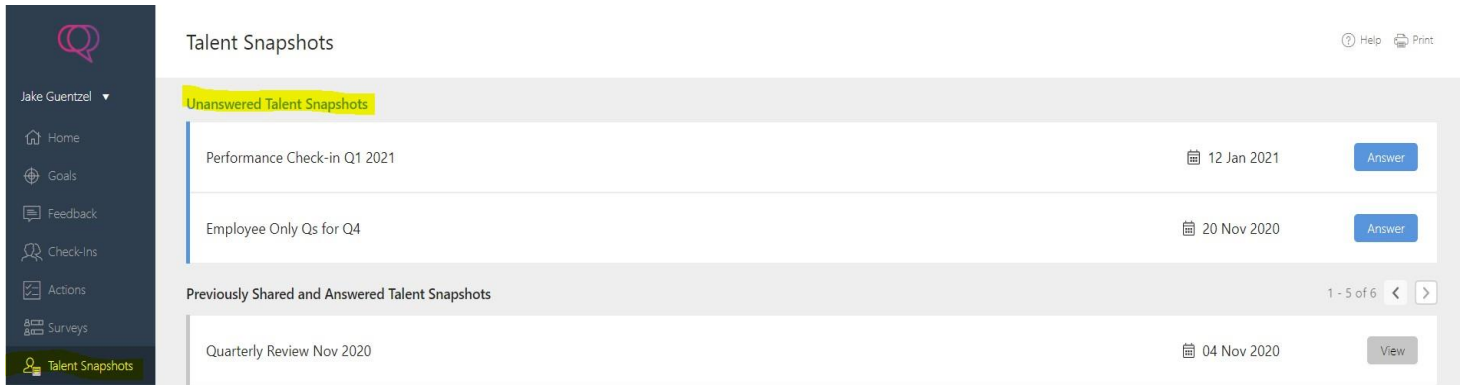 Talent Snapshots
Help Print
Jake Guentzel
Home
Goals
Feedback
Check-Ins
Actions
Surveys
Talent Snapshots
Unanswered Talent Snapshots
Performance Check-in Q1 2021 12 Jan 2021 Answer
Employee Only Qs for Q4 20 Nov 2020 Answer
Previously Shared and Answered Talent Snapshots 1 - 5 of 6
Quarterly Review Nov 2020 04 Nov 2020 View